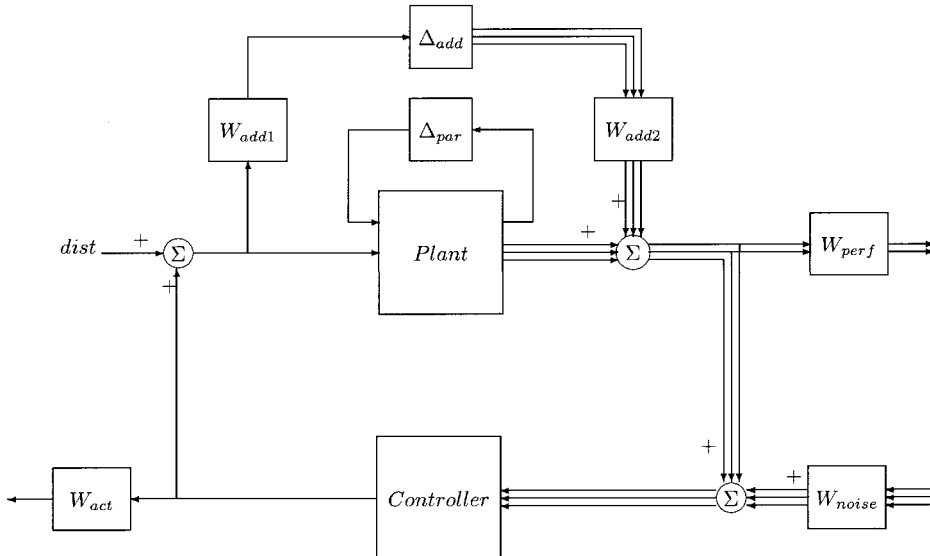 Δ_add
W_add1
Δ_par
W_add2
+
dist
+
Σ
Plant
+
Σ
W_perf
+
+
W_act
Controller
Σ
+
W_noise